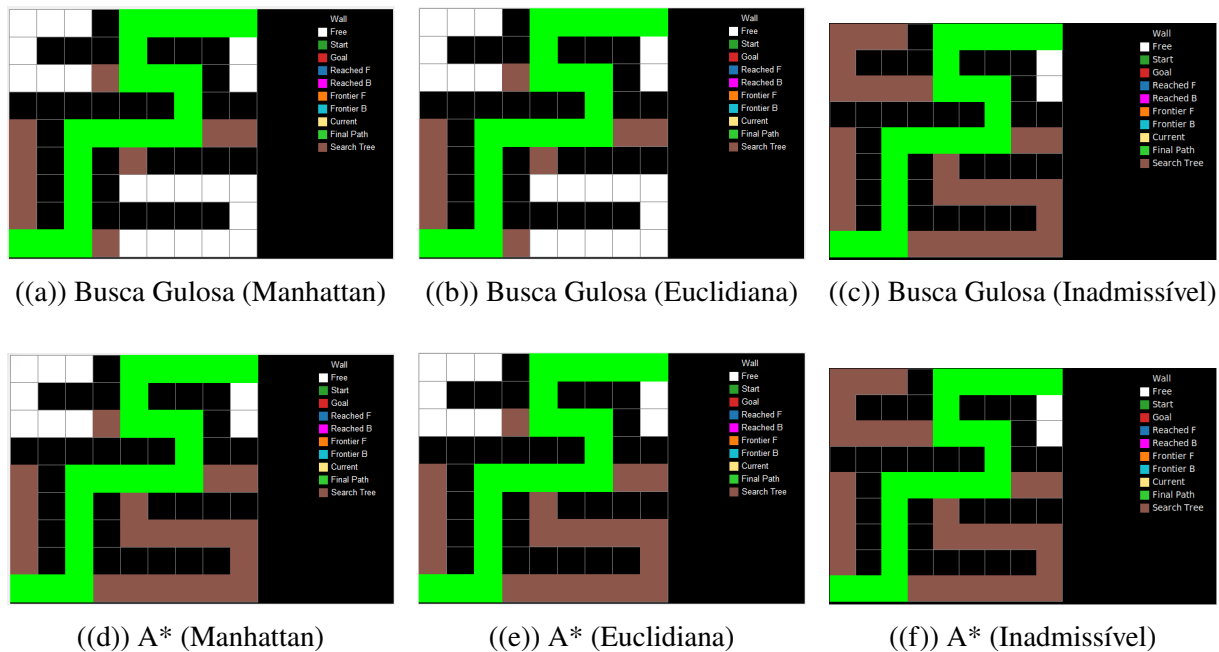 Wall
Free
Start
Goal
Reached F
Reached B
Frontier F
Frontier B
Current
Final Path
Search Tree
Wall
Free
Start
Goal
Reached F
Reached B
Frontier F
Frontier B
Current
Final Path
Search Tree
Wall
Free
Start
Goal
Reached F
Reached B
Frontier F
Frontier B
Current
Final Path
Search Tree
((a)) Busca Gulosa (Manhattan)
((b)) Busca Gulosa (Euclidiana)
((c)) Busca Gulosa (Inadmissível)
Wall
Free
Start
Goal
Reached F
Reached B
Frontier F
Frontier B
Current
Final Path
Search Tree
Wall
Free
Start
Goal
Reached F
Reached B
Frontier F
Frontier B
Current
Final Path
Search Tree
Wall
Free
Start
Goal
Reached F
Reached B
Frontier F
Frontier B
Current
Final Path
Search Tree
((d)) A* (Manhattan)
((e)) A* (Euclidiana)
((f)) A* (Inadmissível)